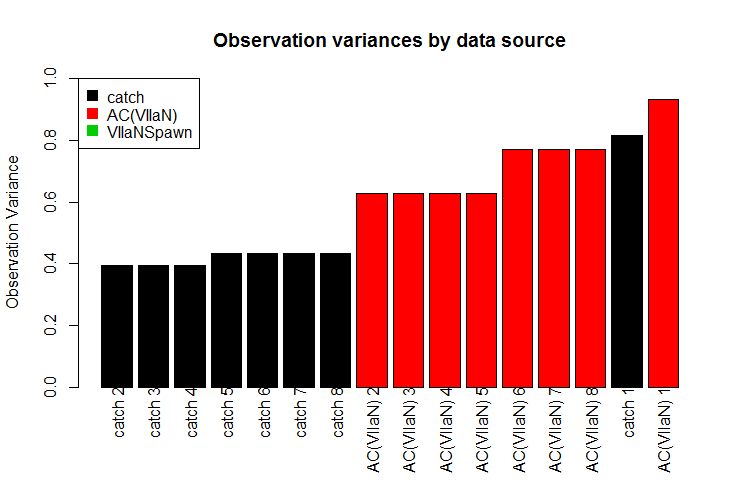 Observation variances by data source
catch
AC(VIIaN)
VIIaNSpawn
Observation Variance
1.0
0.8
0.6
0.4
0.2
0.0
catch 2
catch 3
catch 4
catch 5
catch 6
catch 7
catch 8
AC(VIIaN) 2
AC(VIIaN) 3
AC(VIIaN) 4
AC(VIIaN) 5
AC(VIIaN) 6
AC(VIIaN) 7
AC(VIIaN) 8
catch 1
AC(VIIaN) 1